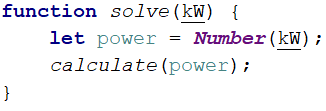 function solve(kW) {
    let power = Number(kW);
    calculate(power);
}